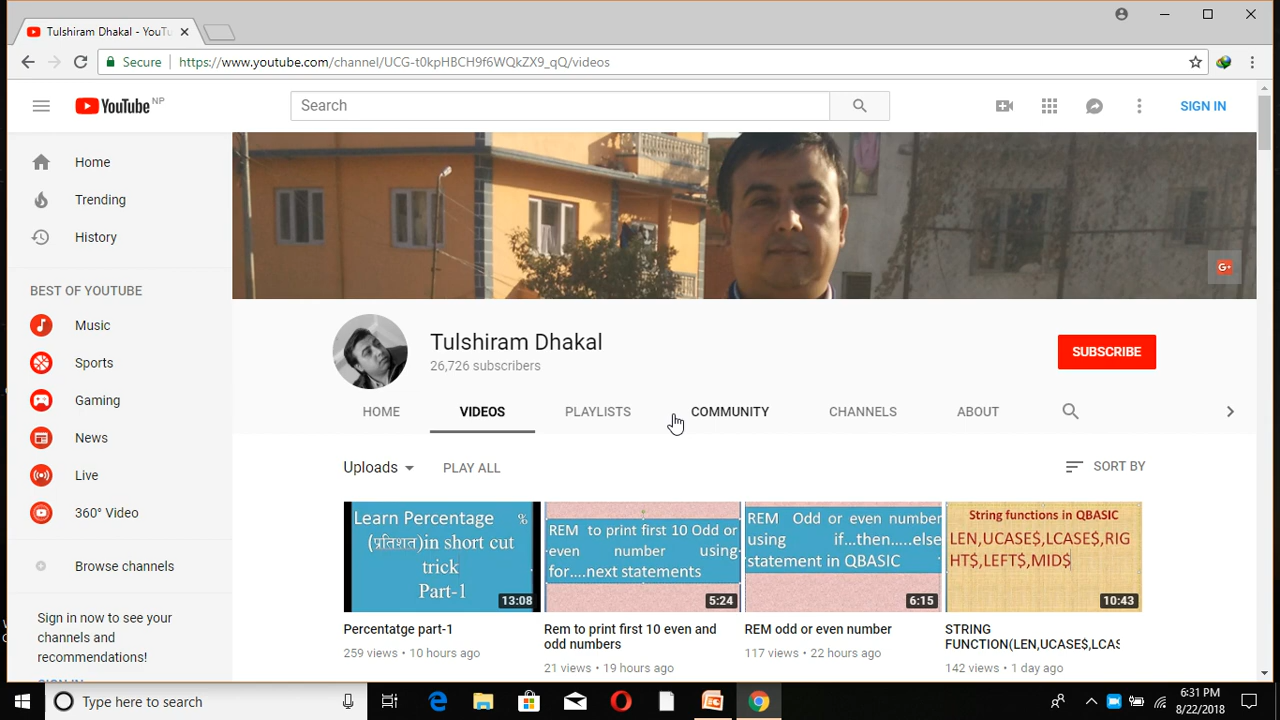 Tulshiram Dhakal - YouTu
Secure
https://www.youtube.com/channel/UCG-t0kpHBCH9f6WQkZX9_qQ/videos
YouTube NP
Search
SIGN IN
Home
Trending
History
BEST OF YOUTUBE
Music
Sports
Gaming
News
Live
360° Video
Browse channels
Sign in now to see your
channels and
recommendations!
G+
Tulshiram Dhakal
26,726 subscribers
SUBSCRIBE
HOME
VIDEOS
PLAYLISTS
COMMUNITY
CHANNELS
ABOUT
Uploads
PLAY ALL
SORT BY
Learn Percentage %
(प्रतिशत)in short cut
trick
Part-1
13:08
Percentatge part-1
259 views • 10 hours ago
REM to print first 10 Odd or
even number using
for....next statements
5:24
Rem to print first 10 even and
odd numbers
21 views • 19 hours ago
REM Odd or even number
using if...then.....else
statement in QBASIC
6:15
REM odd or even number
117 views • 22 hours ago
String functions in QBASIC
LEN,UCASE$,LCASE$,RIG
HT$,LEFT$,MID$
10:43
STRING
FUNCTION(LEN,UCASE$,LCAS
142 views • 1 day ago
Type here to search
6:31 PM
8/22/2018